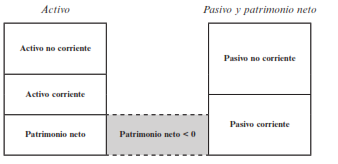 Activo
Pasivo y patrimonio neto
Activo no corriente
Activo corriente
Patrimonio neto
Patrimonio neto < 0
Pasivo no corriente
Pasivo corriente